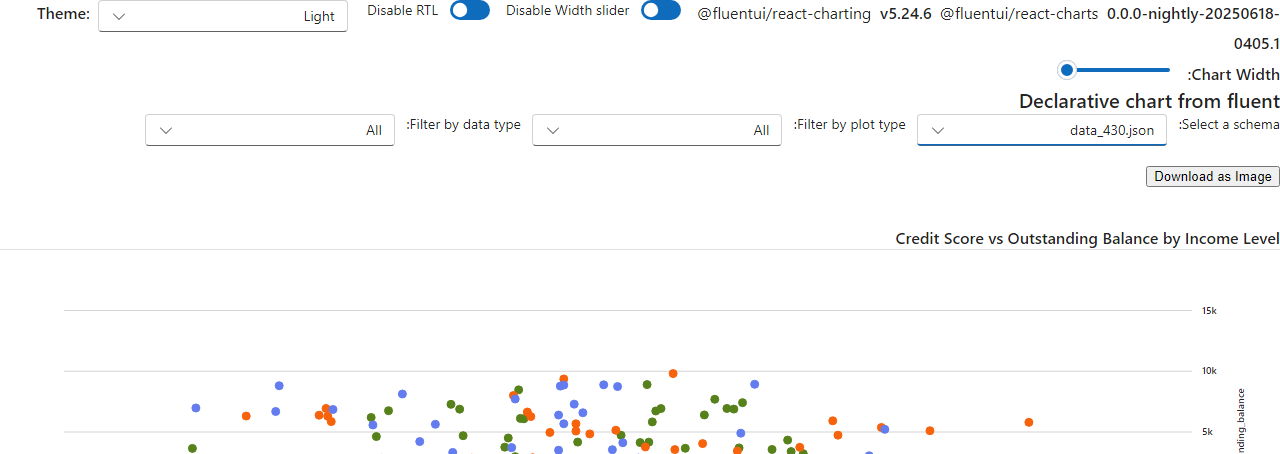 Theme: Light Disable RTL Disable Width slider @fluentui/react-charting v5.24.6 @fluentui/react-charts 0.0.0-nightly-20250618-
0405.1
:Chart Width
Declarative chart from fluent
:Select a schema data_430.json :Filter by plot type All :Filter by data type All
Download as Image
Credit Score vs Outstanding Balance by Income Level
15k
10k
5k
nding_balance